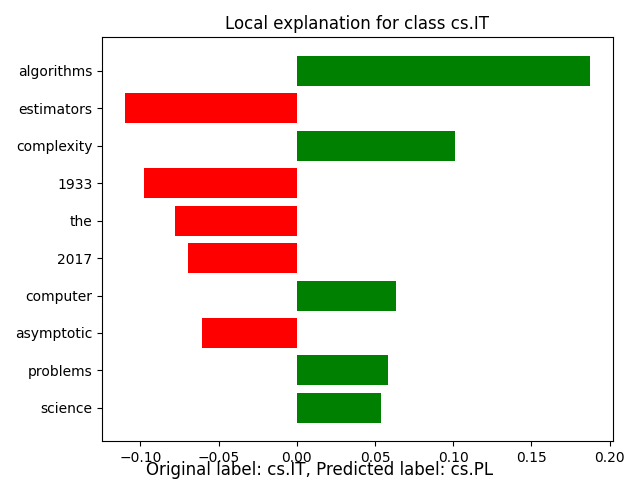 Local explanation for class cs.IT
algorithms
estimators
complexity
1933
the
2017
computer
asymptotic
problems
science
−0.10 −0.05 0.00 0.05 0.10 0.15 0.20
Original label: cs.IT, Predicted label: cs.PL